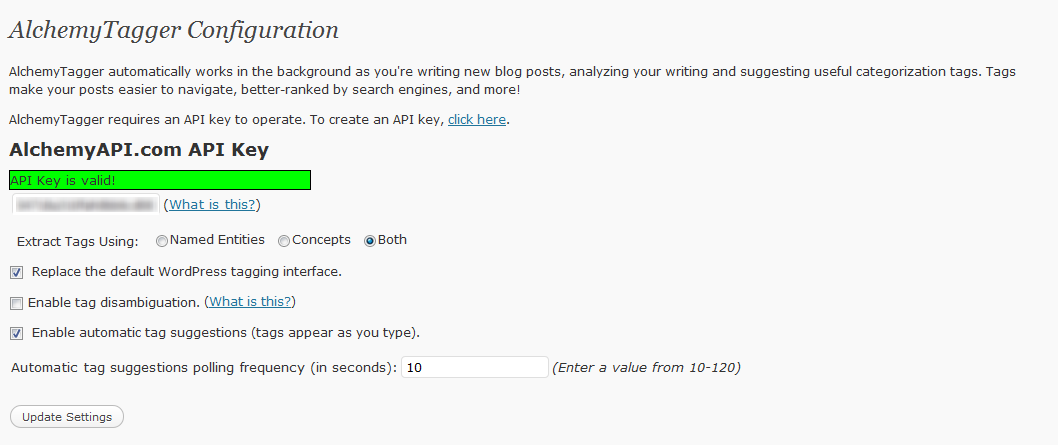 AlchemyTagger Configuration
AlchemyTagger automatically works in the background as you're writing new blog posts, analyzing your writing and suggesting useful categorization tags. Tags
make your posts easier to navigate, better-ranked by search engines, and more!
AlchemyTagger requires an API key to operate. To create an API key, click here.
AlchemyAPI.com API Key
API Key is valid!
(What is this?)
Extract Tags Using: Named Entities Concepts Both
Replace the default WordPress tagging interface.
Enable tag disambiguation. (What is this?)
Enable automatic tag suggestions (tags appear as you type).
Automatic tag suggestions polling frequency (in seconds): 10 (Enter a value from 10-120)
Update Settings